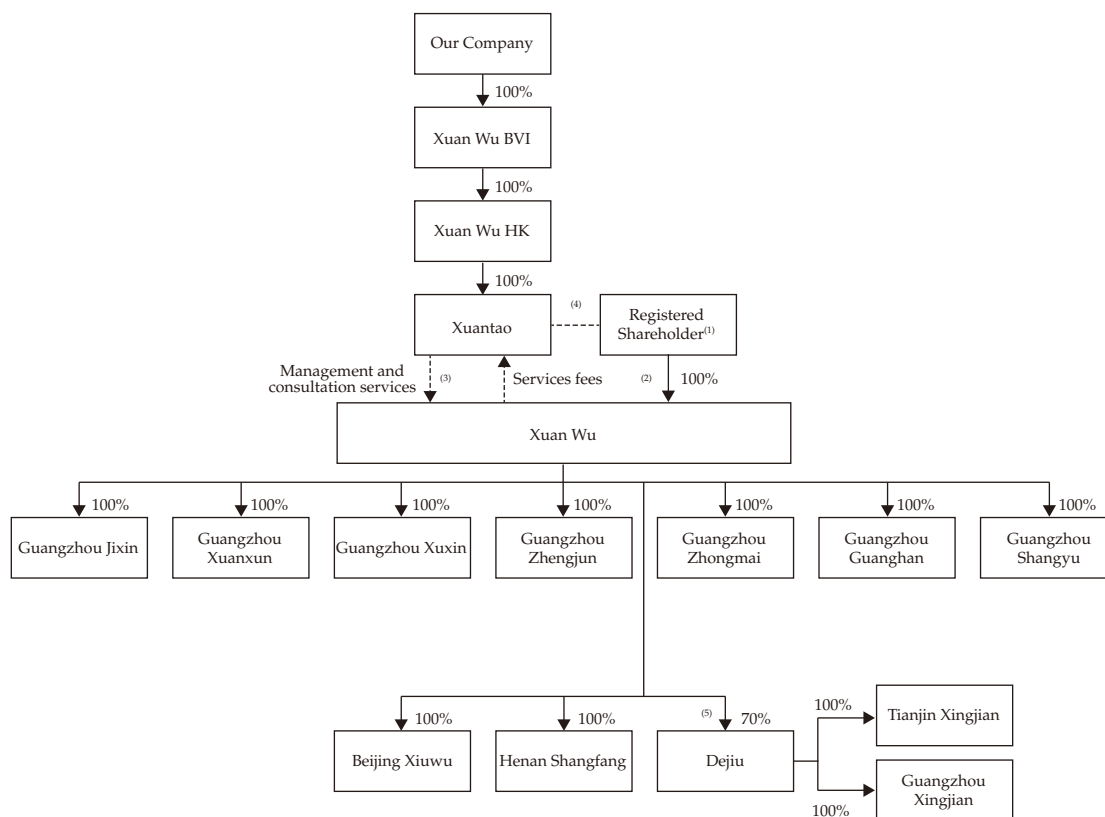 Our Company
100%
Xuan Wu BVI
100%
Xuan Wu HK
100%
Xuantao
(4)
Registered
Shareholder(1)
Management and
consultation services
(3)
Services fees
(2)
100%
Xuan Wu
100%
100%
100%
100%
100%
100%
100%
Guangzhou Jixin
Guangzhou
Xuanxun
Guangzhou Xuxin
Guangzhou
Zhengjun
Guangzhou
Zhongmai
Guangzhou
Guanghan
Guangzhou
Shangyu
100%
100%
(5)
70%
Beijing Xiuwu
Henan Shangfang
Dejiu
100%
Tianjin Xingjian
100%
Guangzhou
Xingjian